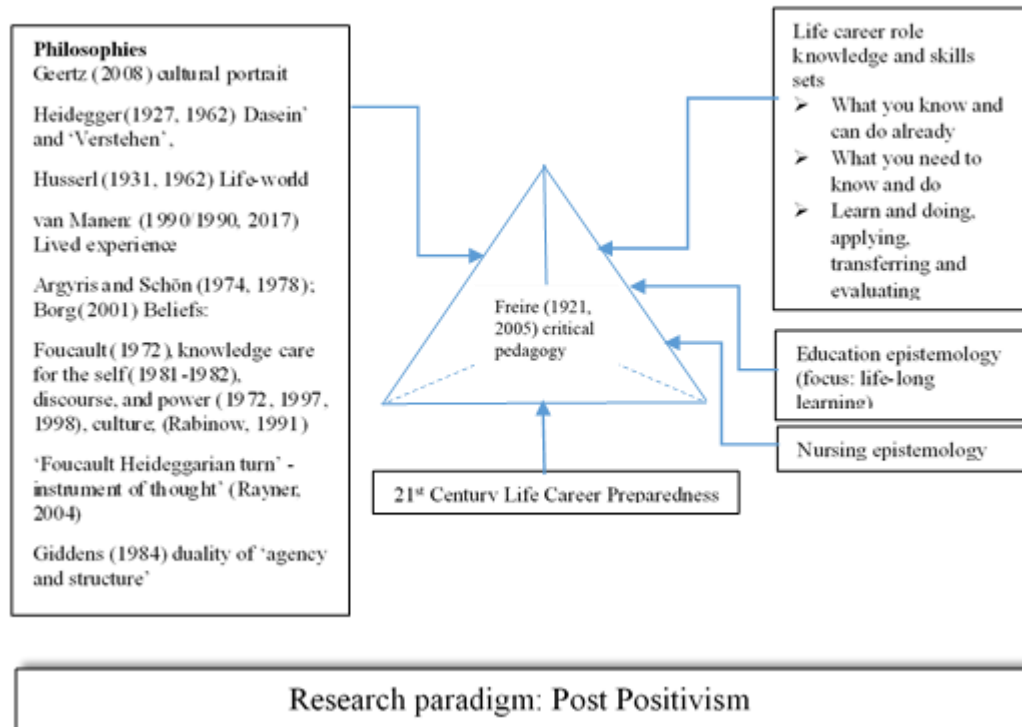 Philosophies
Geertz (2008) cultural portrait
Heidegger (1927, 1962) Dasein' and 'Verstehen',
Husserl (1931, 1962) Life-world
van Manen: (1990/1990, 2017)
Lived experience
Argyris and Schön (1974, 1978);
Borg (2001) Beliefs:
Foucault (1972), knowledge care
for the self (1981-1982),
discourse, and power (1972, 1997,
1998), culture; (Rabinow, 1991)
'Foucault Heideggarian turn' -
instrument of thought' (Rayner,
2004)
Giddens (1984) duality of 'agency
and structure'
Freire (1921,
2005) critical
pedagogy
Life career role
knowledge and skills
sets
➤ What you know and
can do already
➤ What you need to
know and do
➤ Learn and doing,
applying,
transferring and
evaluating
Education epistemology
(focus: life-long
learning)
Nursing epistemology
21st Century Life Career Preparedness
Research paradigm: Post Positivism